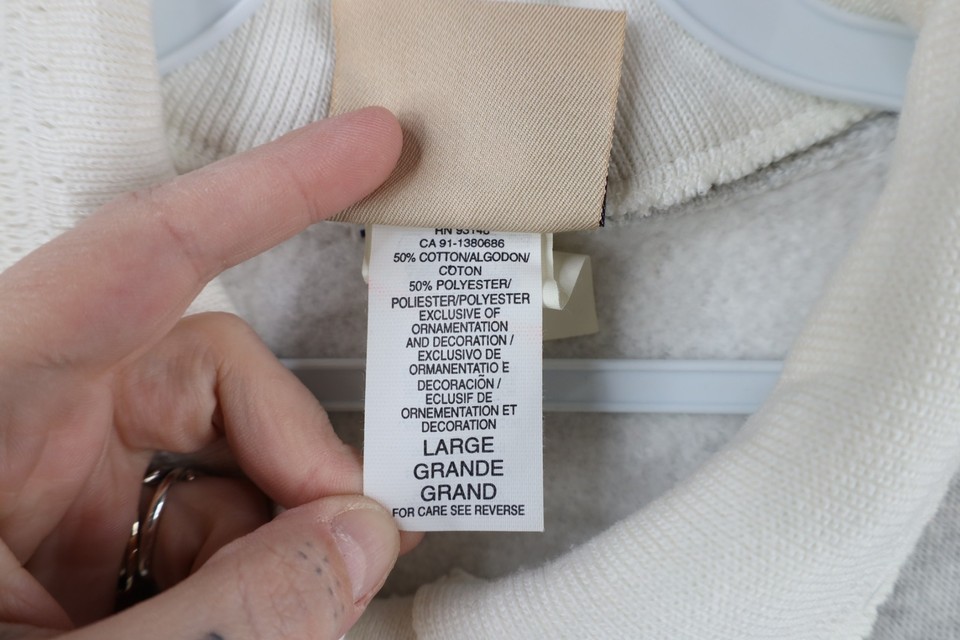 CA 91-1380686
50% COTTON/ALGODON/
COTON
50% POLYESTER/
POLIESTER/POLYESTER
EXCLUSIVE OF
ORNAMENTATION
AND DECORATION /
EXCLUSIVO DE
ORMANENTATIO E
DECORACIÕN /
ECLUSIF DE
ORNEMENTATION ET
DECORATION
LARGE
GRANDE
GRAND
FOR CARE SEE REVERSE